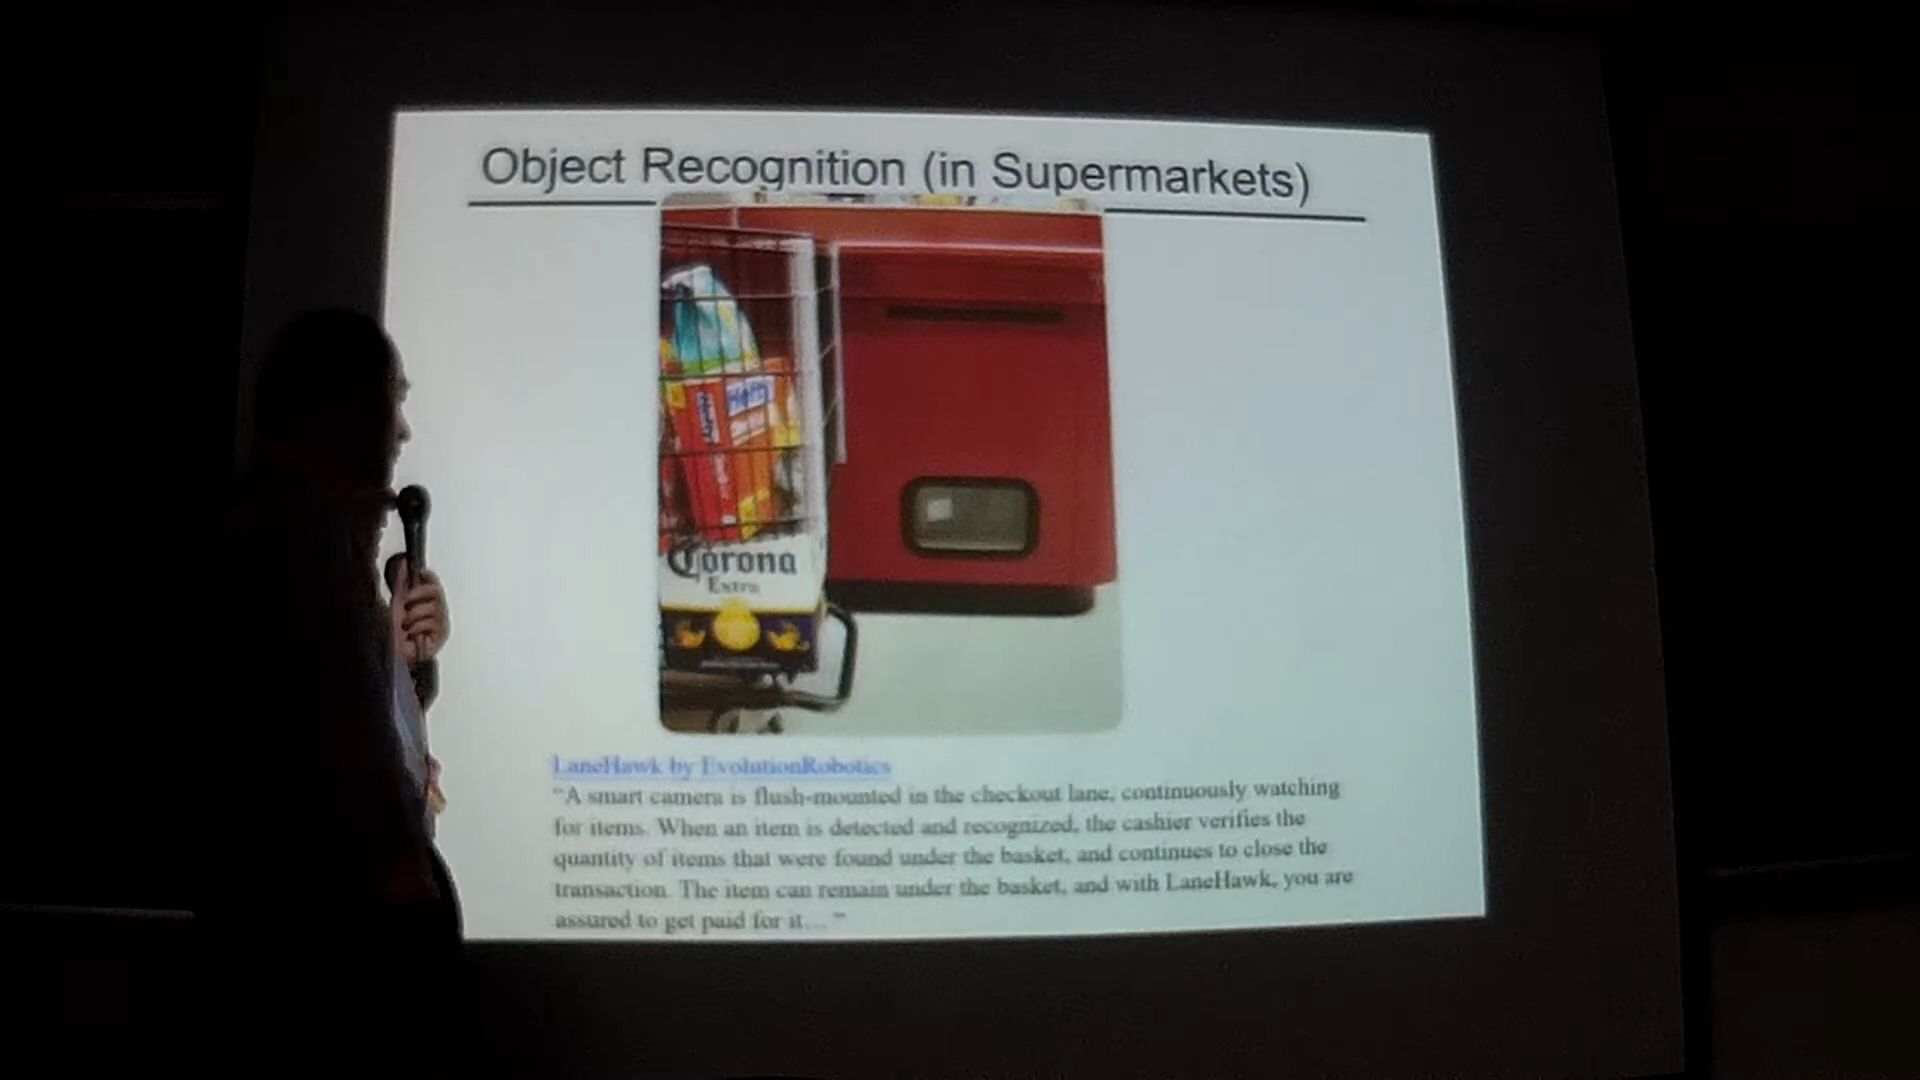 Object Recognition (in Supermarkets)
Hefty
Hefty
Corona
Extra
LaneHawk by EvolutionRobotics
“A smart camera is flush-mounted in the checkout lane, continuously watching
for items. When an item is detected and recognized, the cashier verifies the
quantity of items that were found under the basket, and continues to close the
transaction. The item can remain under the basket, and with LaneHawk, you are
assured to get paid for it… ”